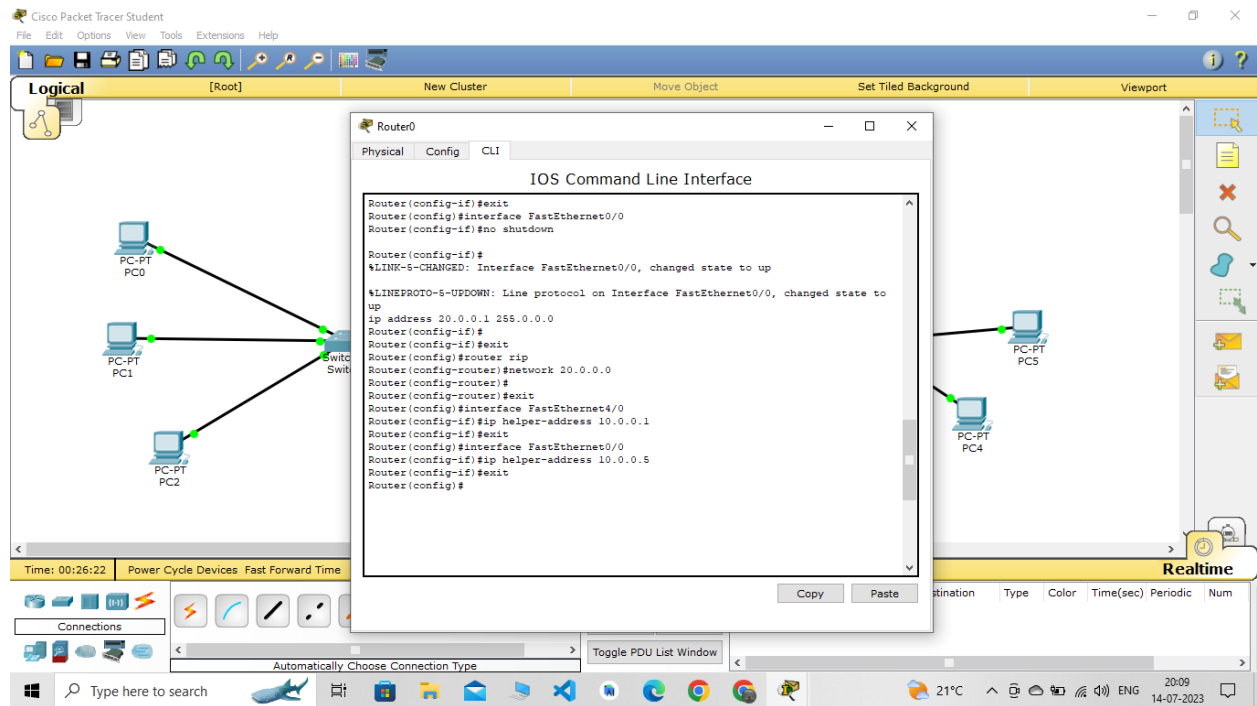 Cisco Packet Tracer Student
File Edit Options View Tools Extensions Help
Logical [Root] New Cluster Move Object Set Tiled Background Viewport
Router0
Physical Config CLI
IOS Command Line Interface
Router(config-if)#exit
Router(config)#interface FastEthernet0/0
Router(config-if)#no shutdown
Router(config-if)#
%LINK-5-CHANGED: Interface FastEthernet0/0, changed state to up
%LINEPROTO-5-UPDOWN: Line protocol on Interface FastEthernet0/0, changed state to
up
ip address 20.0.0.1 255.0.0.0
Router(config-if)#
Router(config-if)#exit
Router(config)#router rip
Router(config-router)#network 20.0.0.0
Router(config-router)#
Router(config-router)#exit
Router(config)#interface FastEthernet4/0
Router(config-if)#ip helper-address 10.0.0.1
Router(config-if)#exit
Router(config)#interface FastEthernet0/0
Router(config-if)#ip helper-address 10.0.0.5
Router(config-if)#exit
Router(config)#
Copy Paste
PC-PT
PC0
PC-PT
PC1
PC-PT
PC2
Switc
Swit
PC-PT
PC5
PC-PT
PC4
Time: 00:26:22 Power Cycle Devices Fast Forward Time Realtime
Connections
Automatically Choose Connection Type
Toggle PDU List Window
stination Type Color Time(sec) Periodic Num
Type here to search
21°C ENG
20:09
14-07-2023